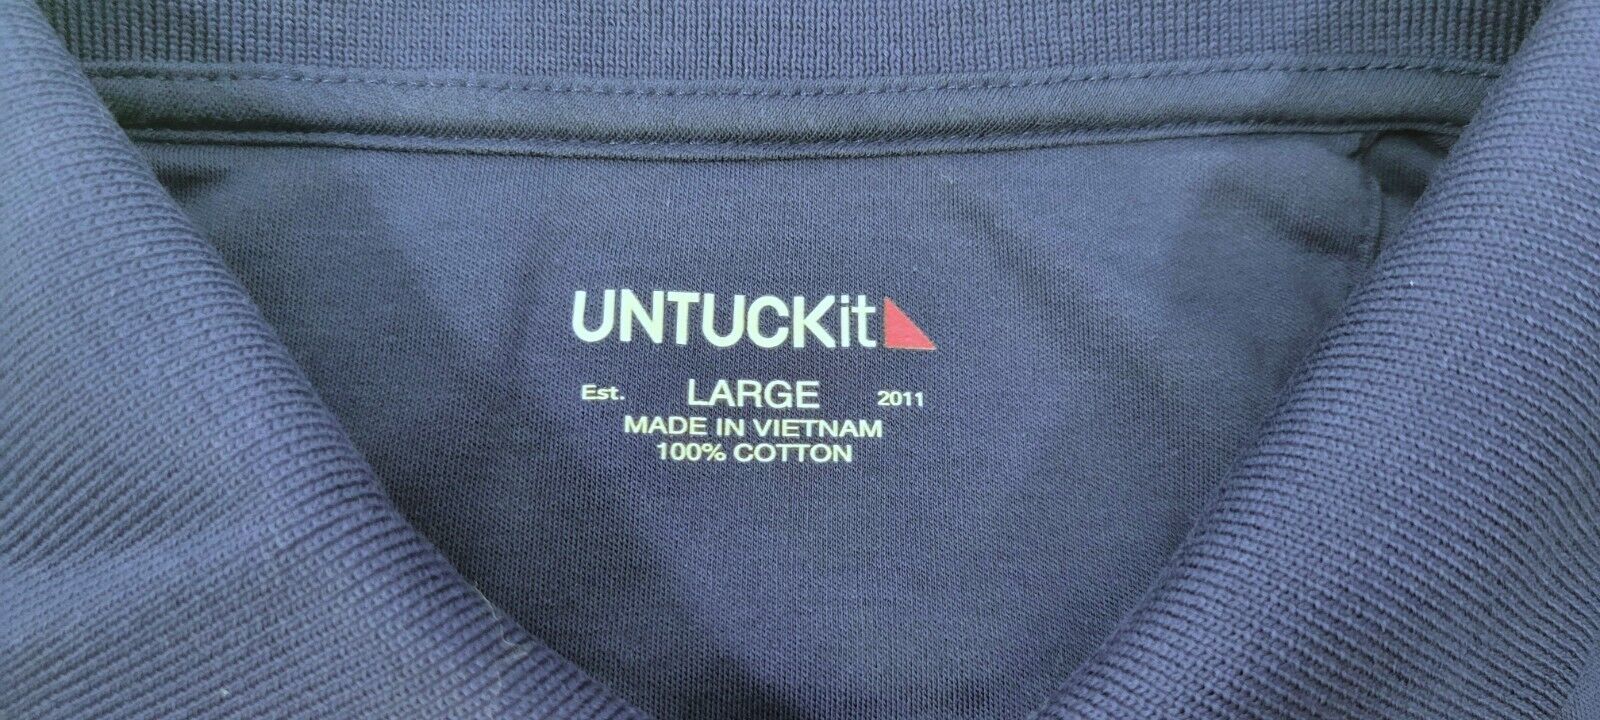 UNTUCKit
Est. LARGE 2011
MADE IN VIETNAM
100% COTTON